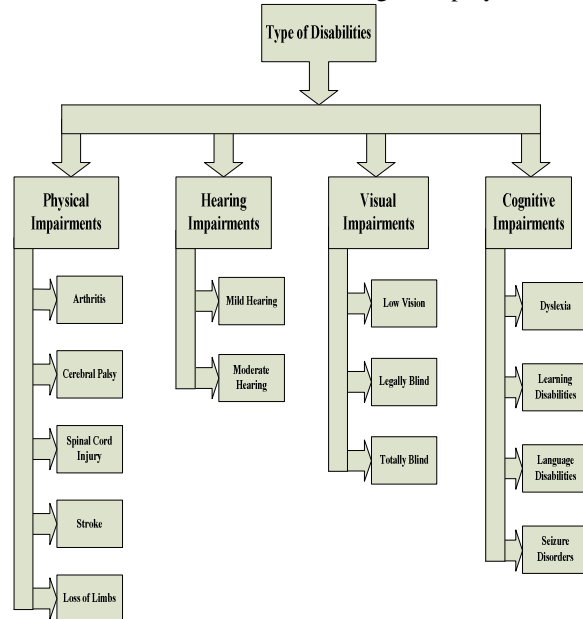 Type of Disabilities
Physical
Impairments
Arthritis
Cerebral Palsy
Spinal Cord
Injury
Stroke
Loss of Limbs
Hearing
Impairments
Mild Hearing
Moderate
Hearing
Visual
Impairments
Low Vision
Legally Blind
Totally Blind
Cognitive
Impairments
Dyslexia
Learning
Disabilities
Language
Disabilities
Seizure
Disorders